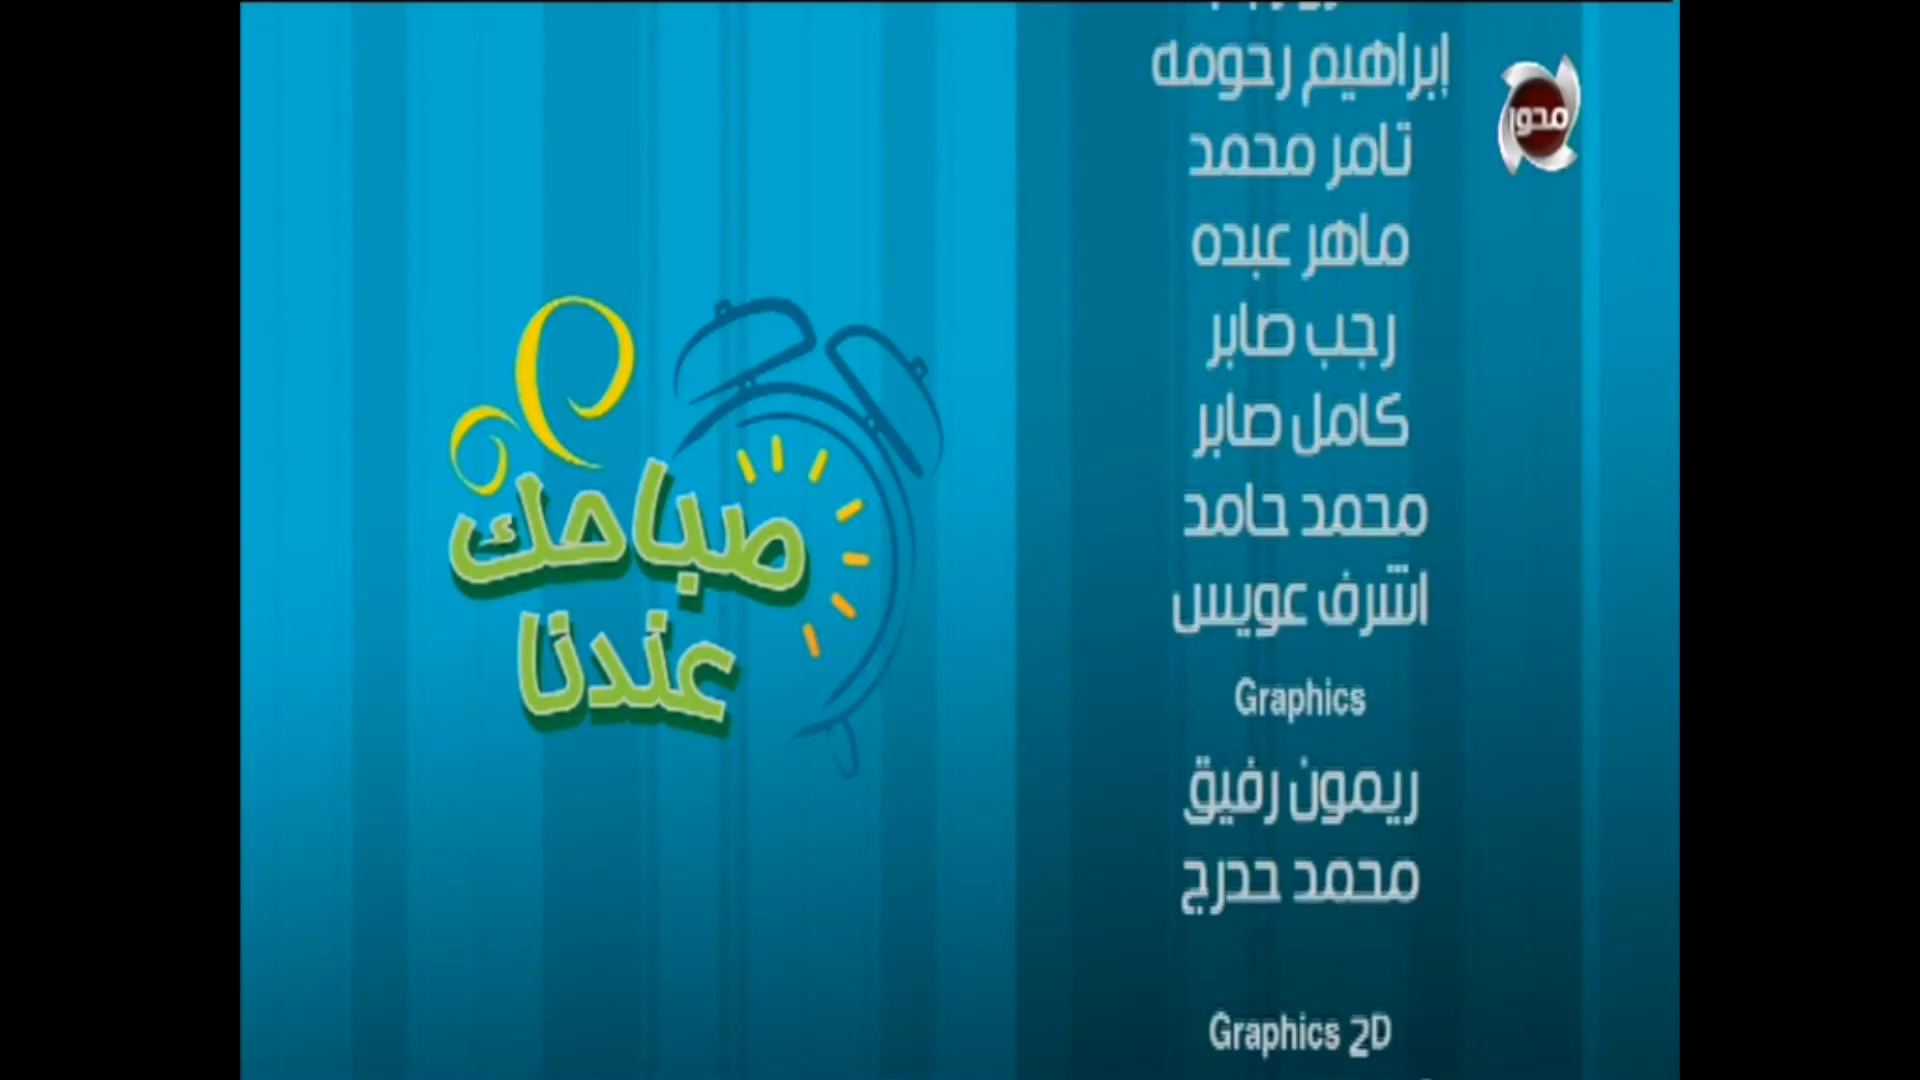 إبراهيم رحومه
محور
تامر محمد
ماهر عبده
رجب صابر
كامل صابر
محمد حامد
اشرف عويس
صباحك
عندنا
Graphics
ريمون رفيق
محمد حدرج
Graphics 2D